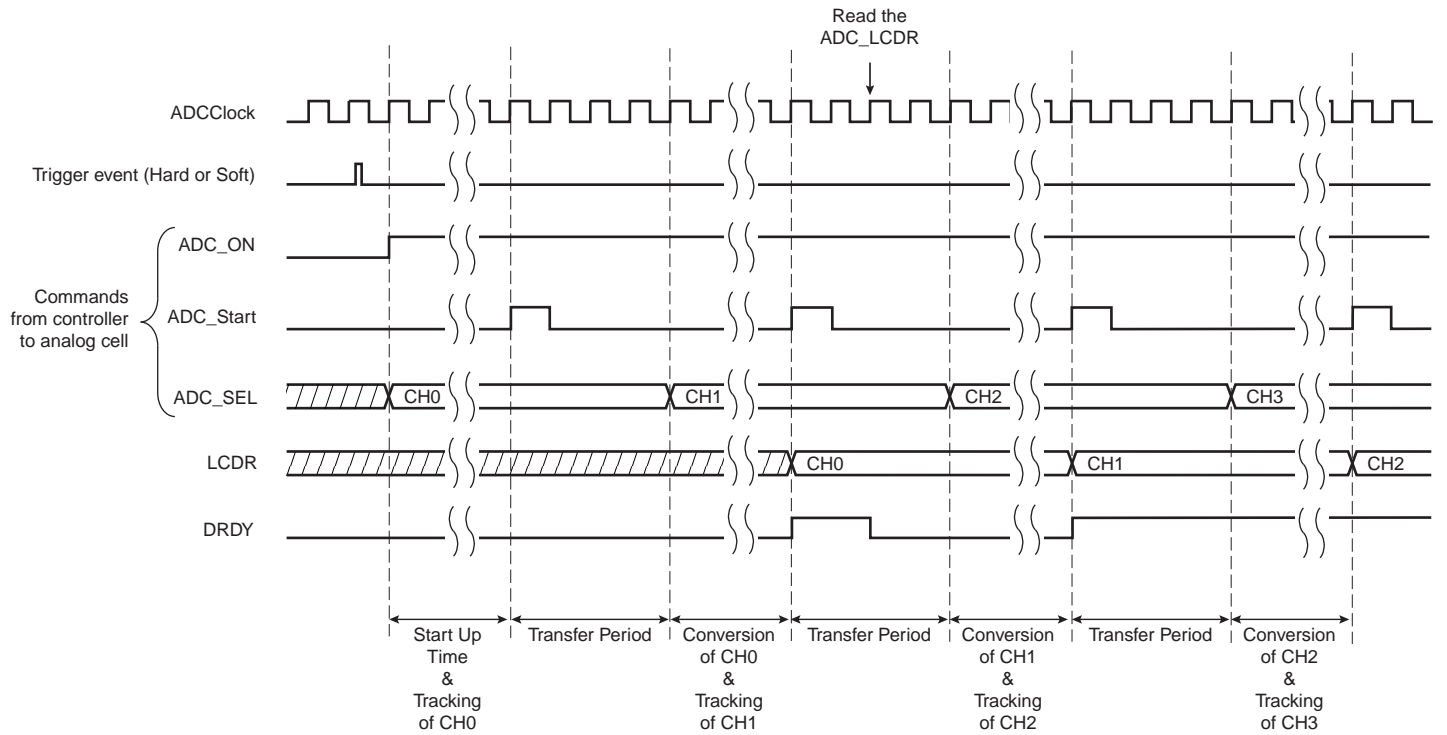 Read the
ADC_LCDR
ADCClock
Trigger event (Hard or Soft)
ADC_ON
Commands
from controller
to analog cell
ADC_Start
ADC_SEL
CH0
CH1
CH2
CH3
LCDR
CH0
CH1
CH2
DRDY
Start Up
Time
&
Tracking
of CH0
Transfer Period
Conversion
of CH0
&
Tracking
of CH1
Transfer Period
Conversion
of CH1
&
Tracking
of CH2
Transfer Period
Conversion
of CH2
&
Tracking
of CH3